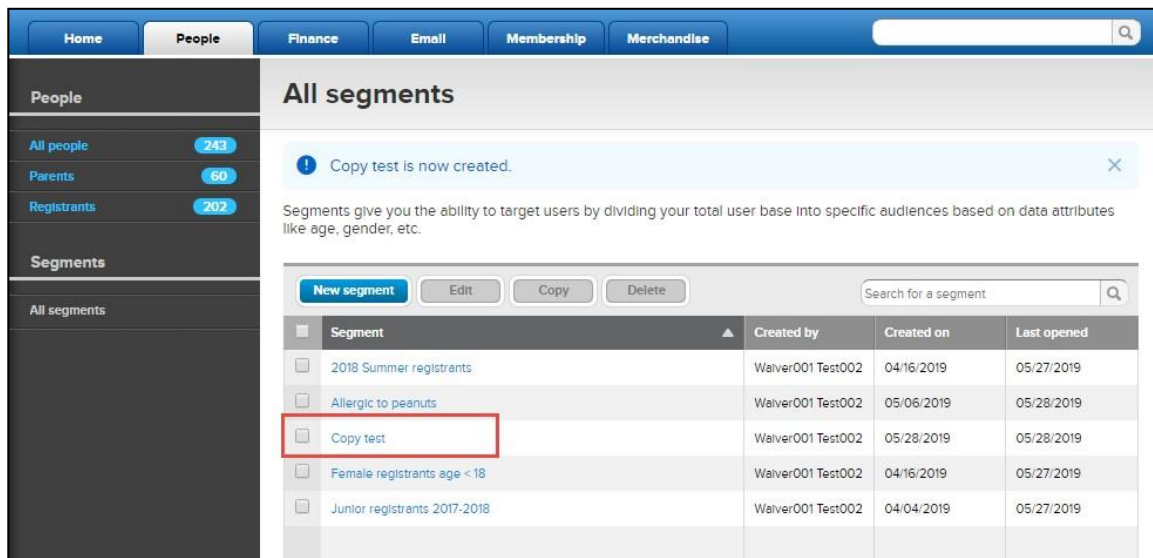 Home People Finance Email Membership Merchandise
People
All people 243
Parents 60
Registrants 202
Segments
All segments
All segments
Copy test is now created.
Segments give you the ability to target users by dividing your total user base into specific audiences based on data attributes
like age, gender, etc.
New segment Edit Copy Delete Search for a segment
Segment Created by Created on Last opened
2018 Summer registrants Waiver001 Test002 04/16/2019 05/27/2019
Allergic to peanuts Waiver001 Test002 05/06/2019 05/28/2019
Copy test Waiver001 Test002 05/28/2019 05/28/2019
Female registrants age < 18 Waiver001 Test002 04/16/2019 05/27/2019
Junior registrants 2017-2018 Waiver001 Test002 04/04/2019 05/27/2019